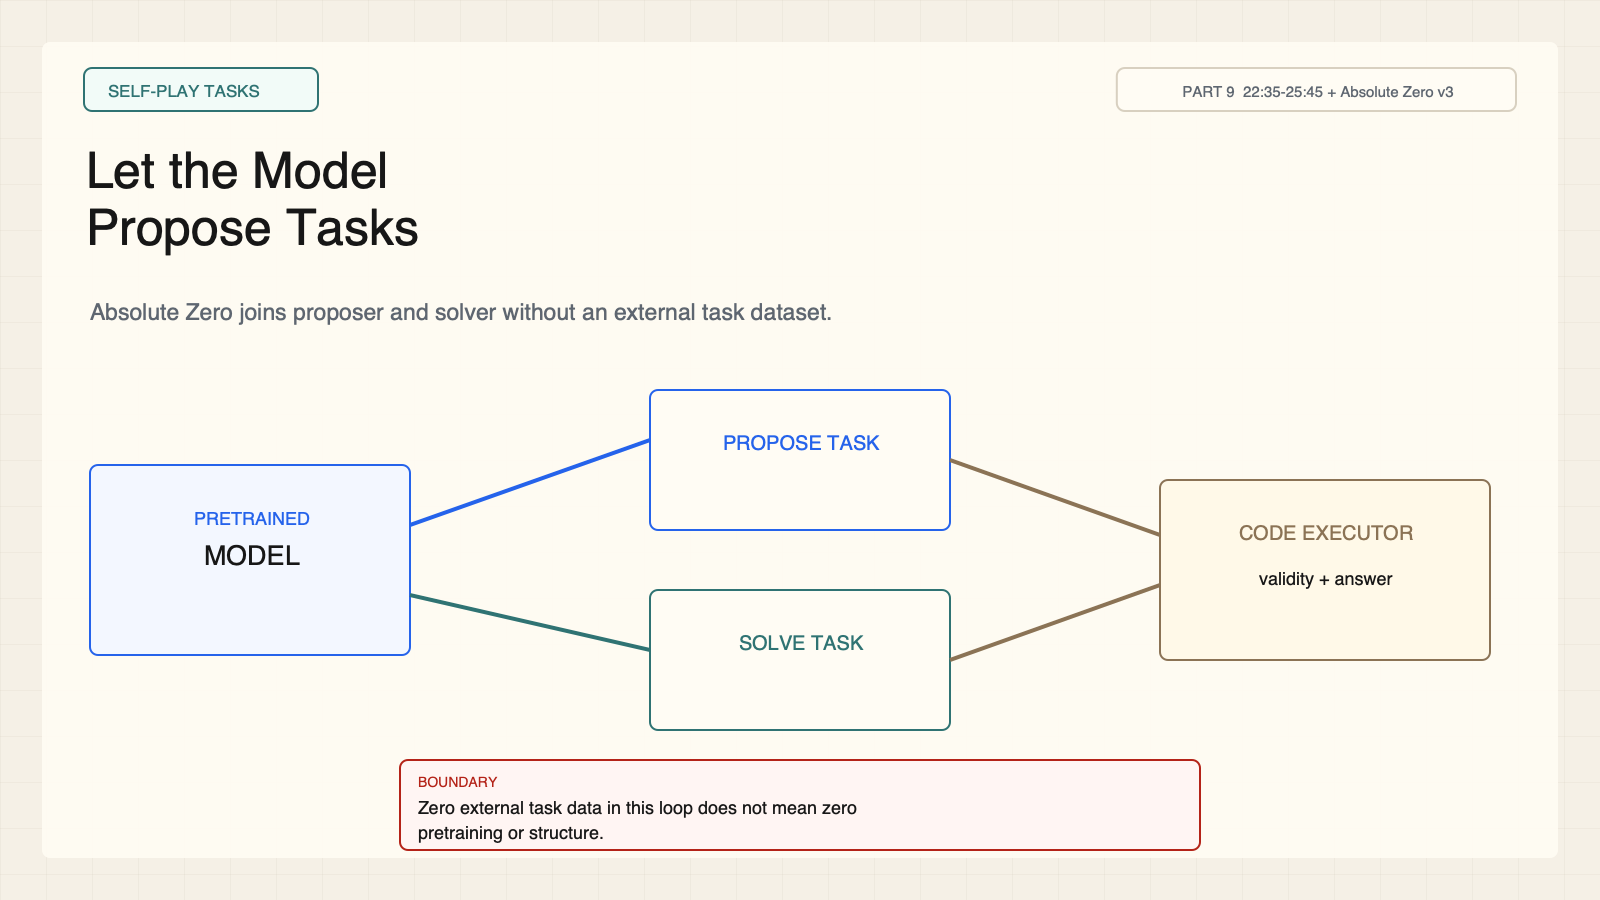 SELF-PLAY TASKS
PART 9 22:35-25:45 + Absolute Zero v3
Let the Model
Propose Tasks
Absolute Zero joins proposer and solver without an external task dataset.
PROPOSE TASK
PRETRAINED
MODEL
CODE EXECUTOR
validity + answer
SOLVE TASK
BOUNDARY
Zero external task data in this loop does not mean zero
pretraining or structure.